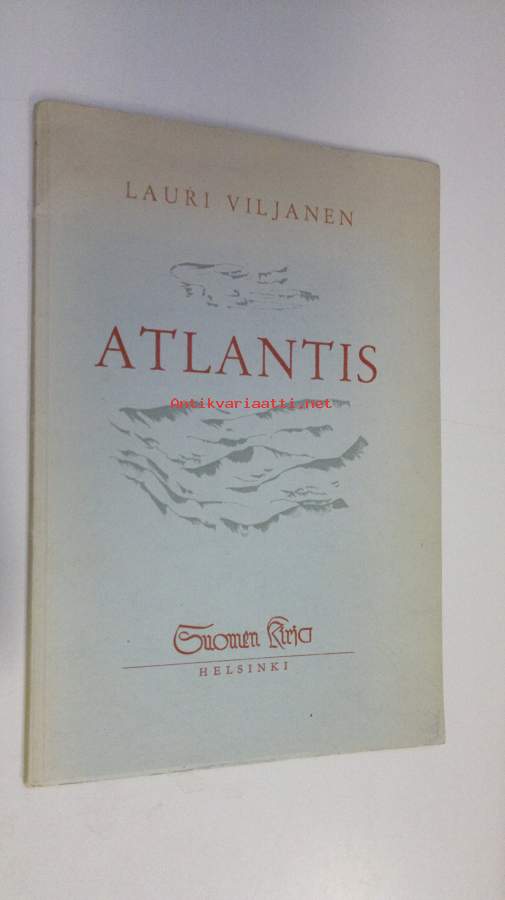 LAURI VILJANEN
ATLANTIS
Antikvariaatti.net
Suomen Kirja
HELSINKI